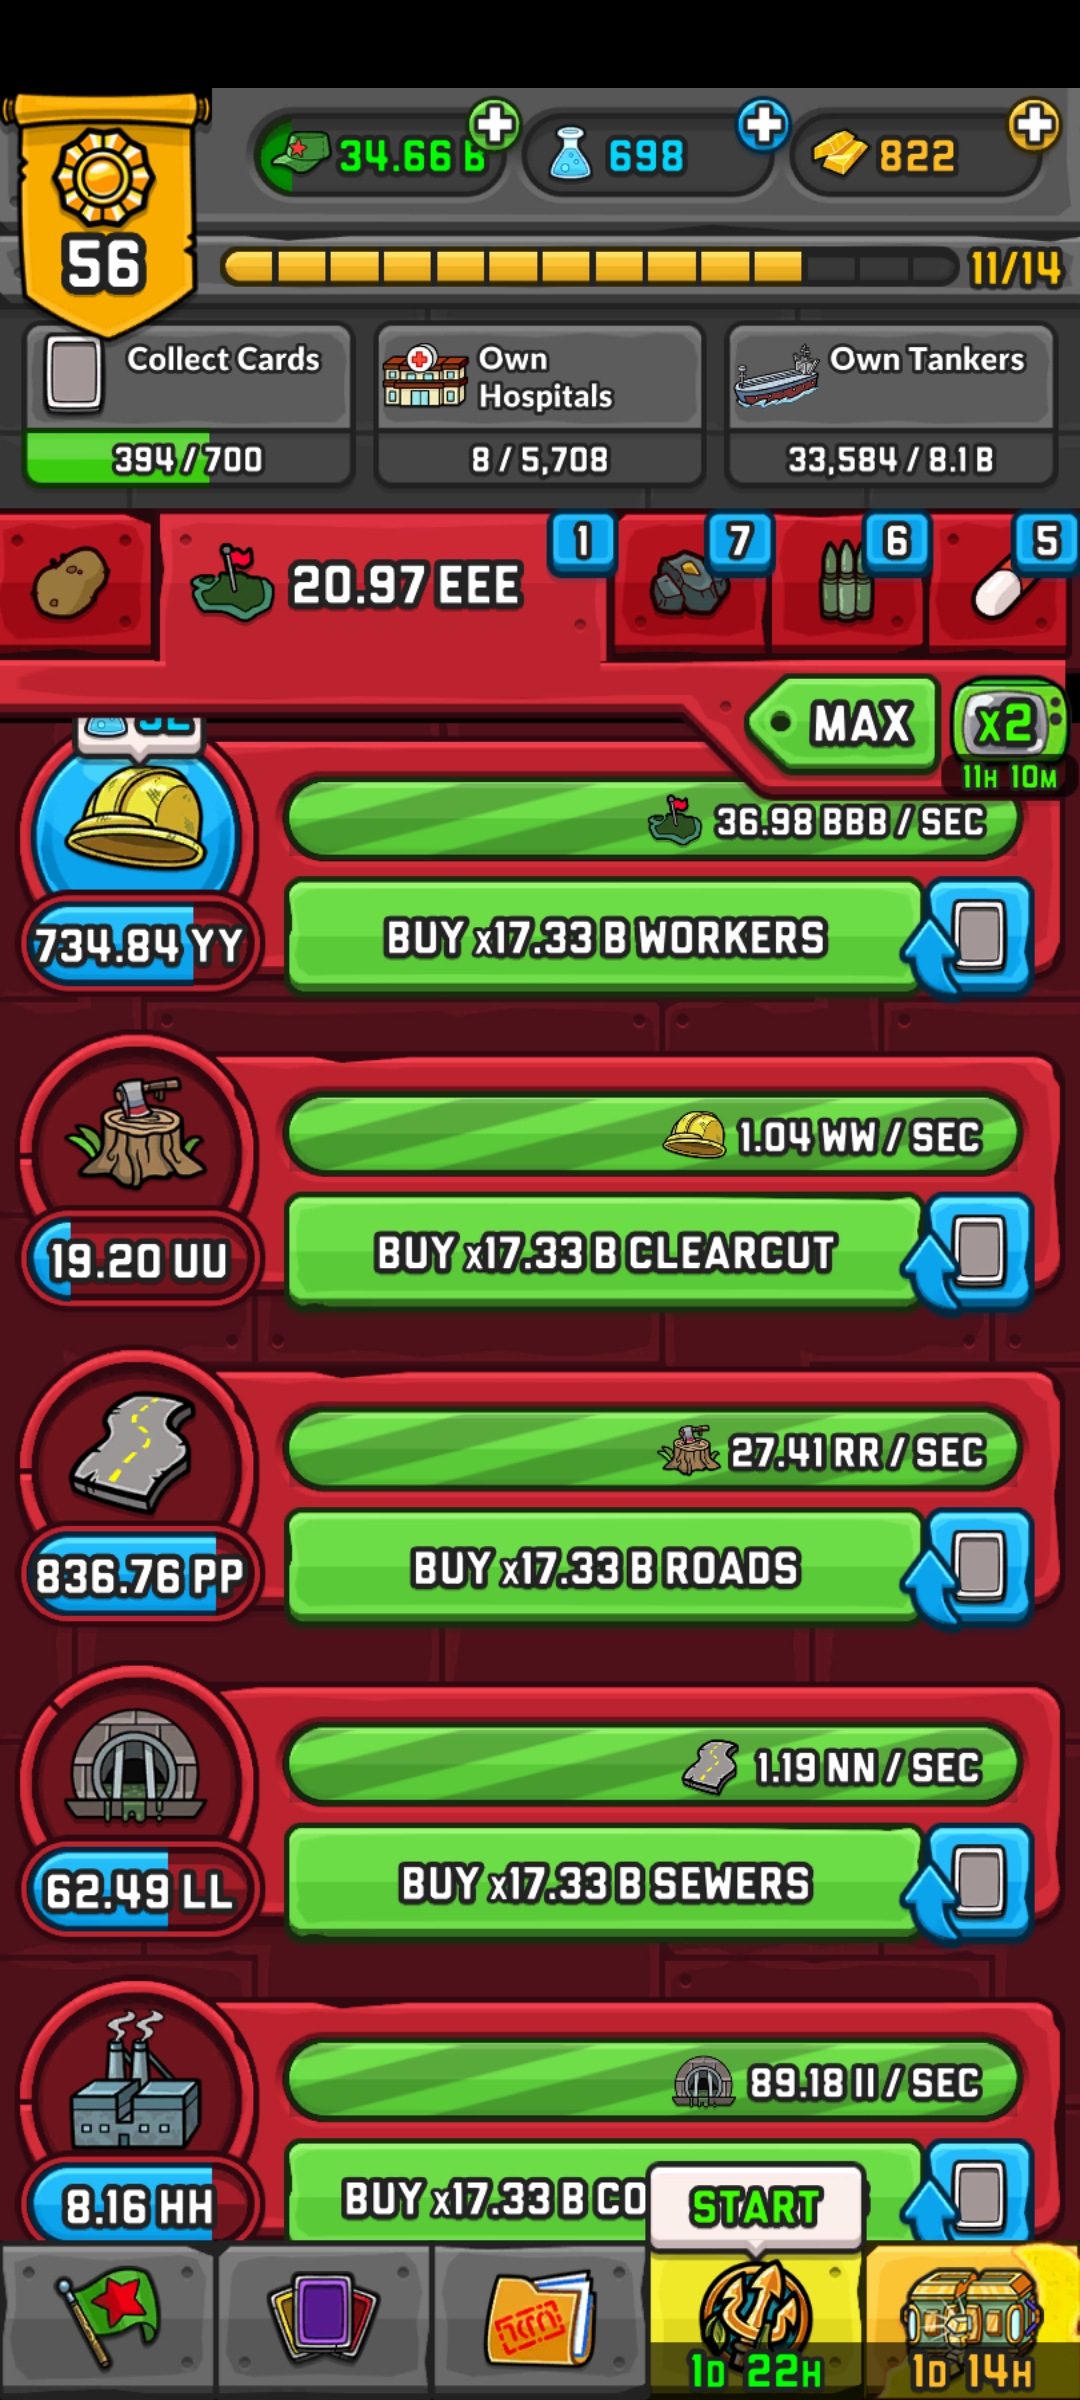 34.66 B
698
822
56
11/14
Collect Cards
394/700
Own
Hospitals
8/5,708
Own Tankers
33,584/8.1 B
20.97 EEE
1
7
6
5
MAX
x2
11H 10M
36.98 BBB/SEC
734.84 YY
BUY x17.33 B WORKERS
1.04 WW/SEC
19.20 UU
BUY x17.33 B CLEARCUT
27.41 RR/SEC
836.76 PP
BUY x17.33 B ROADS
1.19 NN/SEC
62.49 LL
BUY x17.33 B SEWERS
89.18 II/SEC
8.16 HH
BUY x17.33 B CO
START
1D 22H
1D 14H